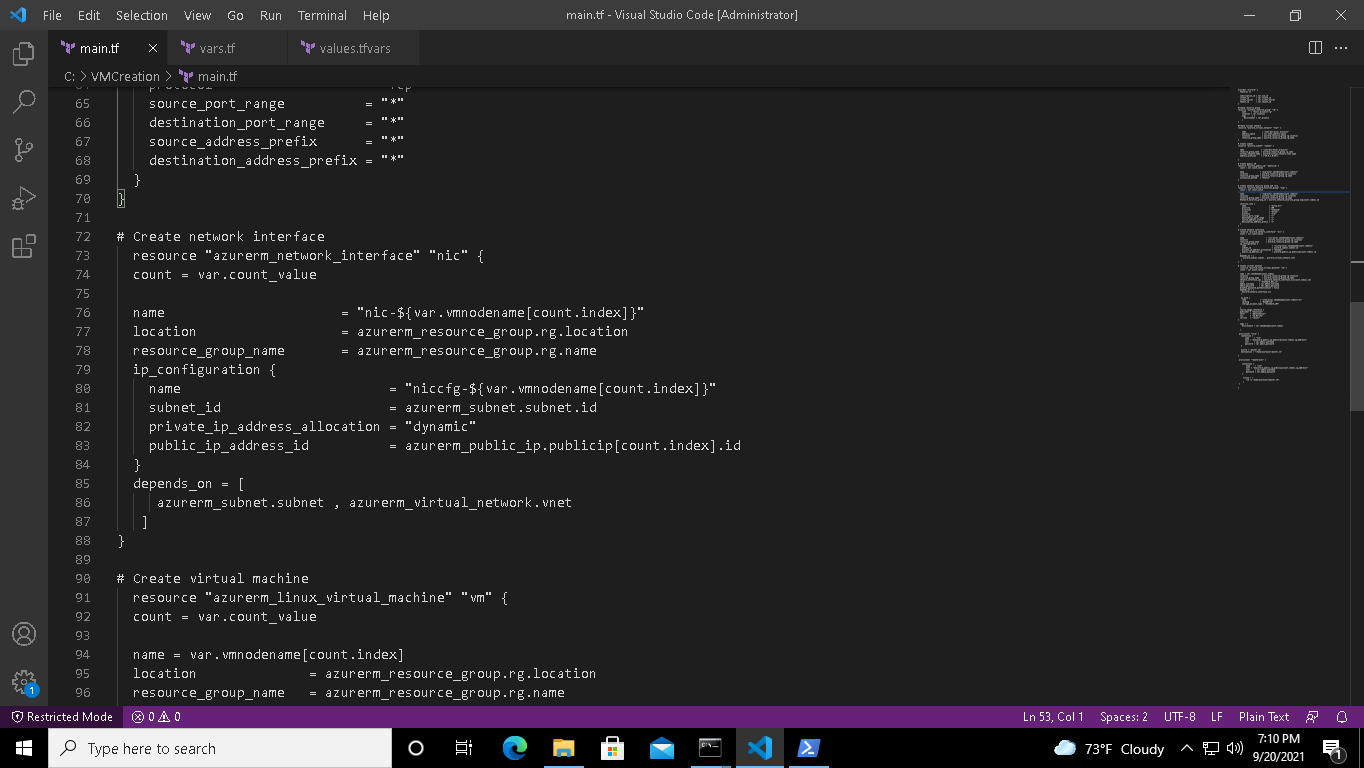 File Edit Selection View Go Run Terminal Help main.tf - Visual Studio Code [Administrator]
main.tf vars.tf values.tfvars
C: > VMCreation > main.tf
65 source_port_range = "*"
66 destination_port_range = "*"
67 source_address_prefix = "*"
68 destination_address_prefix = "*"
69 }
70 }
71
72 # Create network interface
73 resource "azurerm_network_interface" "nic" {
74 count = var.count_value
75
76 name = "nic-${var.vmnodename[count.index]}"
77 location = azurerm_resource_group.rg.location
78 resource_group_name = azurerm_resource_group.rg.name
79 ip_configuration {
80 name = "niccfg-${var.vmnodename[count.index]}"
81 subnet_id = azurerm_subnet.subnet.id
82 private_ip_address_allocation = "dynamic"
83 public_ip_address_id = azurerm_public_ip.publicip[count.index].id
84 }
85 depends_on = [
86 azurerm_subnet.subnet , azurerm_virtual_network.vnet
87 ]
88 }
89
90 # Create virtual machine
91 resource "azurerm_linux_virtual_machine" "vm" {
92 count = var.count_value
93
94 name = var.vmnodename[count.index]
95 location = azurerm_resource_group.rg.location
96 resource_group_name = azurerm_resource_group.rg.name
1
Restricted Mode 0 0 Ln 53, Col 1 Spaces: 2 UTF-8 LF Plain Text
Type here to search 73°F Cloudy 7:10 PM
9/20/2021 1